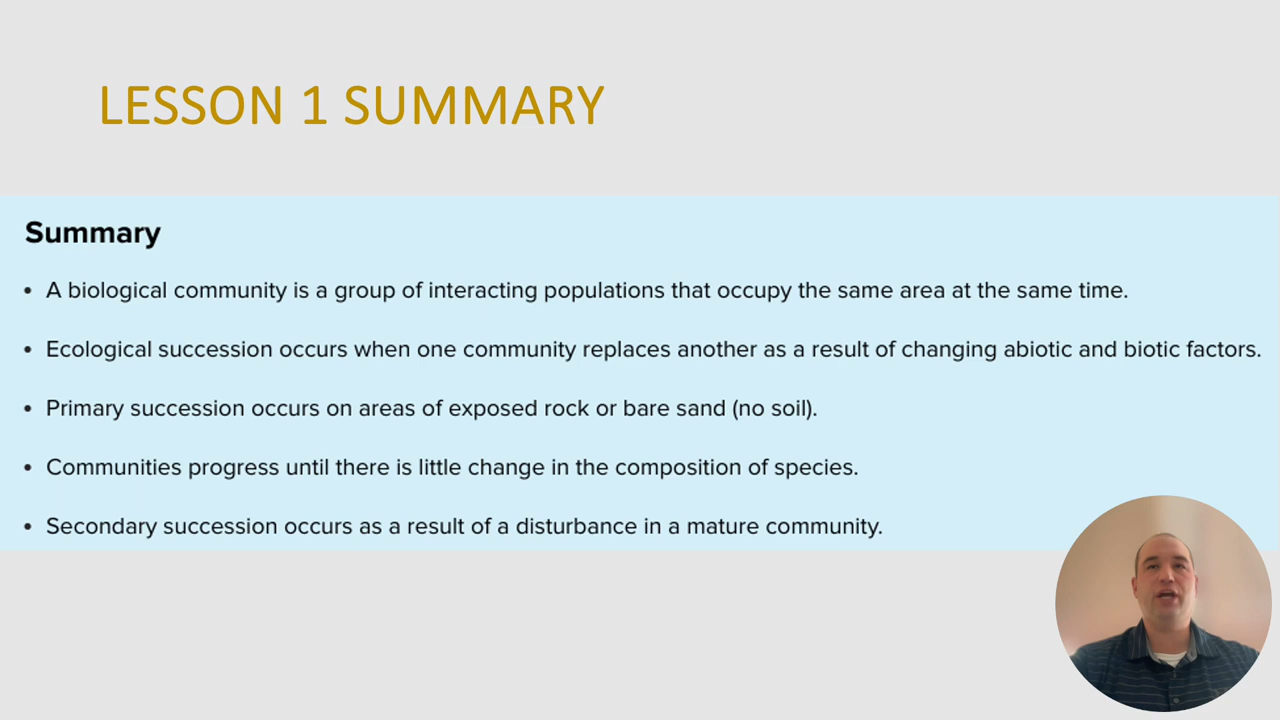 LESSON 1 SUMMARY
Summary
• A biological community is a group of interacting populations that occupy the same area at the same time.
• Ecological succession occurs when one community replaces another as a result of changing abiotic and biotic factors.
• Primary succession occurs on areas of exposed rock or bare sand (no soil).
• Communities progress until there is little change in the composition of species.
• Secondary succession occurs as a result of a disturbance in a mature community.